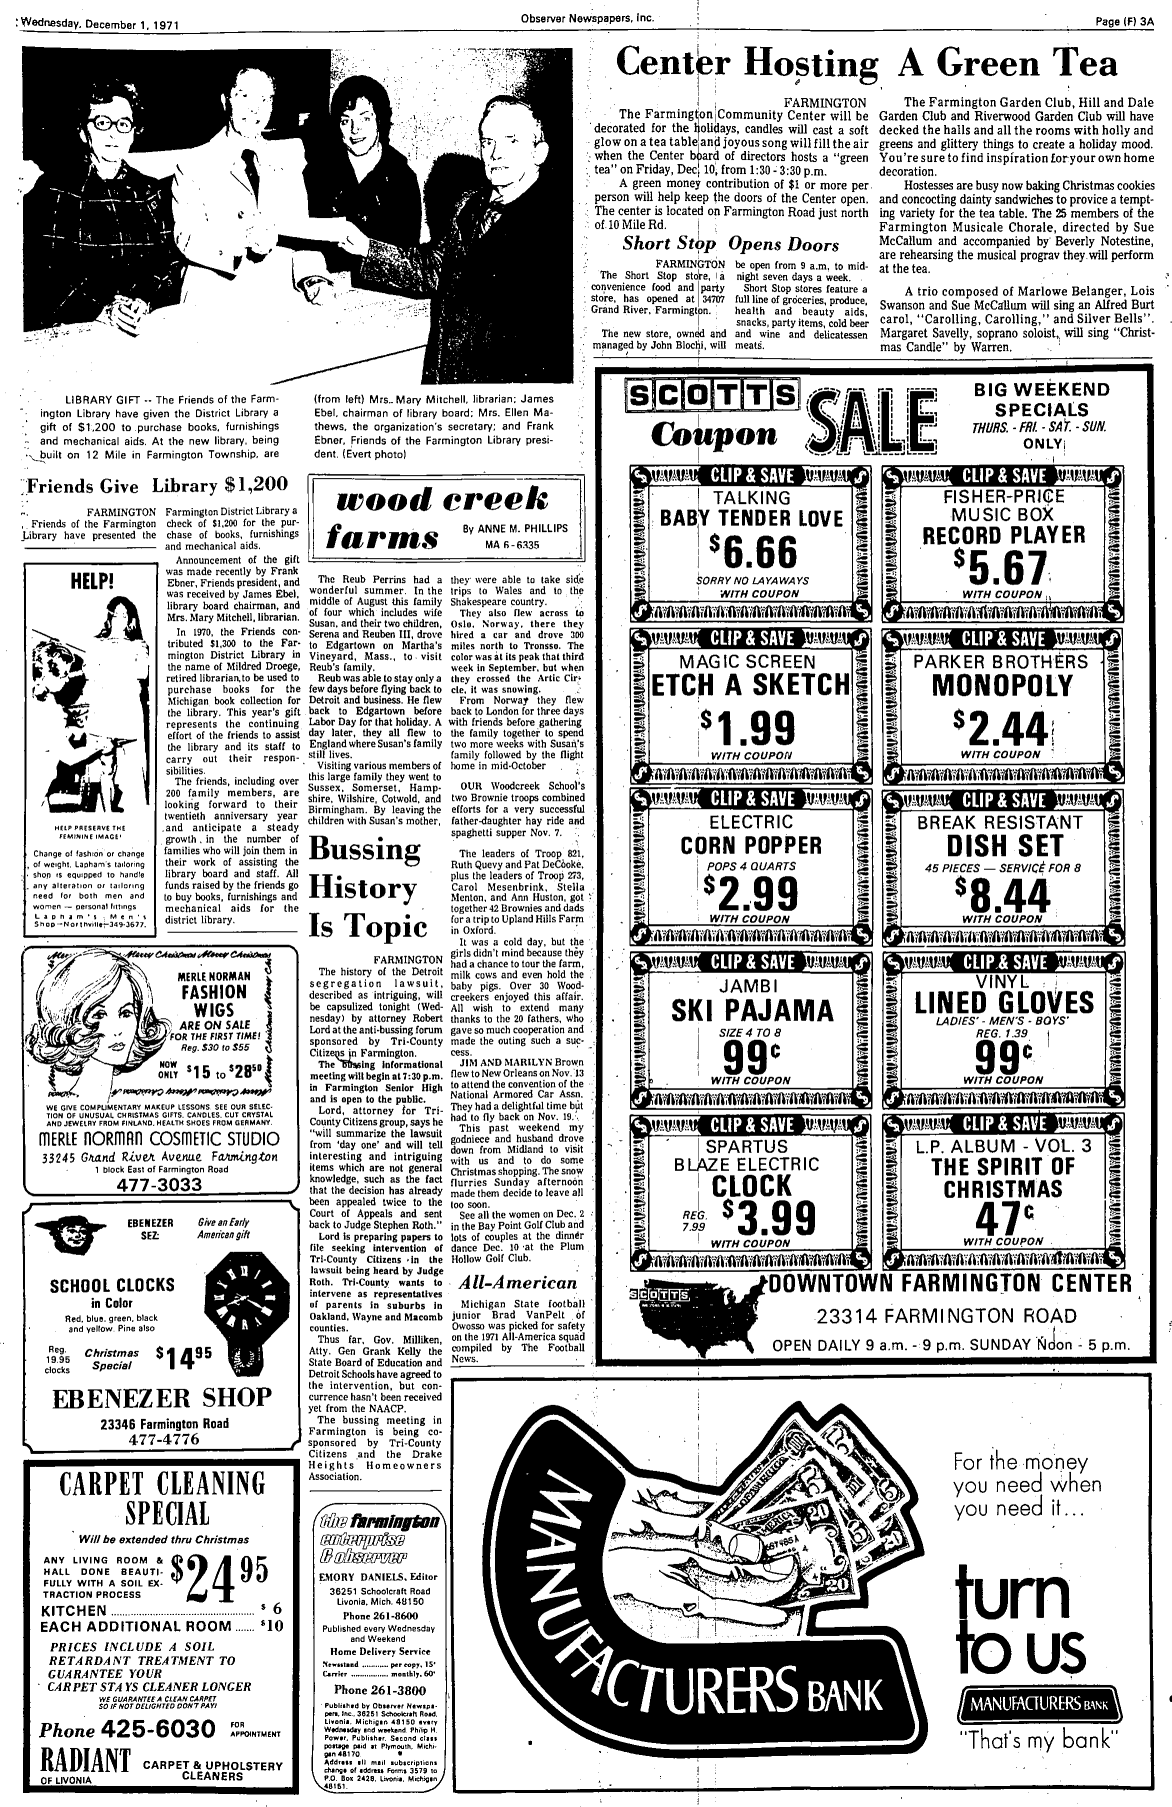 Wednesday, December 1, 1971
Observer Newspapers, Inc.
Page (F) 3A
LIBRARY GIFT -- The Friends of the Farm-
ington Library have given the District Library a
gift of $1,200 to purchase books, furnishings
and mechanical aids. At the new library, being
built on 12 Mile in Farmington Township, are
(from left) Mrs. Mary Mitchell, librarian; James
Ebel, chairman of library board; Mrs. Ellen Ma-
thews, the organization's secretary; and Frank
Ebner, Friends of the Farmington Library presi-
dent. (Evert photo)
Center Hosting A Green Tea
FARMINGTON
The Farmington Community Center will be
decorated for the holidays, candles will cast a soft
glow on a tea table and joyous song will fill the air
when the Center board of directors hosts a "green
tea" on Friday, Dec. 10, from 1:30 - 3:30 p.m.
A green money contribution of $1 or more per
person will help keep the doors of the Center open.
The center is located on Farmington Road just north
of 10 Mile Rd.
The Farmington Garden Club, Hill and Dale
Garden Club and Riverwood Garden Club will have
decked the halls and all the rooms with holly and
greens and glittery things to create a holiday mood.
You're sure to find inspiration for your own home
decoration.
Hostesses are busy now baking Christmas cookies
and concocting dainty sandwiches to provice a tempt-
ing variety for the tea table. The 25 members of the
Farmington Musicale Chorale, directed by Sue
McCallum and accompanied by Beverly Notestine,
are rehearsing the musical prograv they will perform
at the tea.
A trio composed of Marlowe Belanger, Lois
Swanson and Sue McCallum will sing an Alfred Burt
carol, "Carolling, Carolling," and Silver Bells".
Margaret Savelly, soprano soloist, will sing "Christ-
mas Candle" by Warren.
Short Stop Opens Doors
FARMINGTON
The Short Stop store, a
convenience food and party
store, has opened at 34707
Grand River, Farmington.
The new store, owned and
managed by John Blochi, will
be open from 9 a.m. to mid-
night seven days a week.
Short Stop stores feature a
full line of groceries, produce,
health and beauty aids,
snacks, party items, cold beer
and wine and delicatessen
meats.
Friends Give Library $1,200
FARMINGTON
Friends of the Farmington
Library have presented the
Farmington District Library a
check of $1,200 for the pur-
chase of books, furnishings
and mechanical aids.
Announcement of the gift
was made recently by Frank
Ebner, Friends president, and
was received by James Ebel,
library board chairman, and
Mrs. Mary Mitchell, librarian.
In 1970, the Friends con-
tributed $1,300 to the Far-
mington District Library in
the name of Mildred Droege,
retired librarian, to be used to
purchase books for the
Michigan book collection for
the library. This year's gift
represents the continuing
effort of the friends to assist
the library and its staff to
carry out their respon-
sibilities.
The friends, including over
200 family members, are
looking forward to their
twentieth anniversary year
and anticipate a steady
growth in the number of
families who will join them in
their work of assisting the
library board and staff. All
funds raised by the friends go
to buy books, furnishings and
mechanical aids for the
district library.
HELP!
HELP PRESERVE THE
FEMININE IMAGE!
Change of fashion or change
of weight, Lapham's tailoring
shop is equipped to handle
any alteration or tailoring
need for both men and
women — personal fittings
Lapham's Men's
Shop -Northville-349-3677.
Merry Christmas Merry Christmas Merry
MERLE NORMAN
FASHION
WIGS
ARE ON SALE
FOR THE FIRST TIME!
Reg. $30 to $55
NOW
ONLY $15 to $28.50
WE GIVE COMPLIMENTARY MAKEUP LESSONS. SEE OUR SELEC-
TION OF UNUSUAL CHRISTMAS GIFTS. CANDLES. CUT CRYSTAL
AND JEWELRY FROM FINLAND, HEALTH SHOES FROM GERMANY.
MERLE NORMAN COSMETIC STUDIO
33245 Grand River Avenue Farmington
1 block East of Farmington Road
477-3033
EBENEZER
SEZ:
Give an Early
American gift
SCHOOL CLOCKS
in Color
Red, blue, green, black
and yellow. Pine also
Reg.
19.95
clocks
Christmas
Special
$14.95
EBENEZER SHOP
23346 Farmington Road
477-4776
CARPET CLEANING
SPECIAL
Will be extended thru Christmas
ANY LIVING ROOM &
HALL DONE BEAUTI-
FULLY WITH A SOIL EX-
TRACTION PROCESS
$24.95
KITCHEN ........ $6
EACH ADDITIONAL ROOM ...... $10
PRICES INCLUDE A SOIL
RETARDANT TREATMENT TO
GUARANTEE YOUR
CARPET STAYS CLEANER LONGER
WE GUARANTEE A CLEAN CARPET
SO IF NOT DELIGHTED DON'T PAY!
Phone 425-6030 FOR
APPOINTMENT
RADIANT CARPET & UPHOLSTERY
CLEANERS
OF LIVONIA
wood creek
farms
By ANNE M. PHILLIPS
MA 6-6335
The Reub Perrins had a
wonderful summer. In the
middle of August this family
of four which includes wife
Susan, and their two children,
Serena and Reuben III, drove
to Edgartown on Martha's
Vineyard, Mass., to visit
Reub's family.
Reub was able to stay only a
few days before flying back to
Detroit and business. He flew
back to Edgartown before
Labor Day for that holiday. A
day later, they all flew to
England where Susan's family
still lives.
Visiting various members of
this large family they went to
Sussex, Somerset, Hamp-
shire, Wilshire, Cotwold, and
Birmingham. By leaving the
children with Susan's mother,
they were able to take side
trips to Wales and to the
Shakespeare country.
They also flew across to
Oslo, Norway, there they
hired a car and drove 300
miles north to Tronsso. The
color was at its peak that third
week in September, but when
they crossed the Artic Cir-
cle, it was snowing.
From Norway they flew
back to London for three days
with friends before gathering
the family together to spend
two more weeks with Susan's
family followed by the flight
home in mid-October
OUR Woodcreek School's
two Brownie troops combined
efforts for a very successful
father-daughter hay ride and
spaghetti supper Nov. 7.
The leaders of Troop 821,
Ruth Quevy and Pat DeCooke,
plus the leaders of Troop 273,
Carol Mesenbrink, Stella
Menton, and Ann Huston, got
together 42 Brownies and dads
for a trip to Upland Hills Farm
in Oxford.
It was a cold day, but the
girls didn't mind because they
had a chance to tour the farm,
milk cows and even hold the
baby pigs. Over 30 Wood-
creekers enjoyed this affair.
All wish to extend many
thanks to the 20 fathers, who
gave so much cooperation and
made the outing such a suc-
cess.
JIM AND MARILYN Brown
flew to New Orleans on Nov. 13
to attend the convention of the
National Armored Car Assn.
They had a delightful time but
had to fly back on Nov. 19.
This past weekend my
godniece and husband drove
down from Midland to visit
with us and to do some
Christmas shopping. The snow
flurries Sunday afternoon
made them decide to leave all
too soon.
See all the women on Dec. 2
in the Bay Point Golf Club and
lots of couples at the dinner
dance Dec. 10 at the Plum
Hollow Golf Club.
Bussing
History
Is Topic
FARMINGTON
The history of the Detroit
segregation lawsuit,
described as intriguing, will
be capsulized tonight (Wed-
nesday) by attorney Robert
Lord at the anti-bussing forum
sponsored by Tri-County
Citizens in Farmington.
The bussing informational
meeting will begin at 7:30 p.m.
in Farmington Senior High
and is open to the public.
Lord, attorney for Tri-
County Citizens group, says he
"will summarize the lawsuit
from 'day one' and will tell
interesting and intriguing
items which are not general
knowledge, such as the fact
that the decision has already
been appealed twice to the
Court of Appeals and sent
back to Judge Stephen Roth."
Lord is preparing papers to
file seeking intervention of
Tri-County Citizens in the
lawsuit being heard by Judge
Roth. Tri-County wants to
intervene as representatives
of parents in suburbs in
Oakland, Wayne and Macomb
counties.
Thus far, Gov. Milliken,
Atty. Gen Grank Kelly the
State Board of Education and
Detroit Schools have agreed to
the intervention, but con-
currence hasn't been received
yet from the NAACP.
The bussing meeting in
Farmington is being co-
sponsored by Tri-County
Citizens and the Drake
Heights Homeowners
Association.
All-American
Michigan State football
junior Brad VanPelt of
Owosso was picked for safety
on the 1971 All-America squad
compiled by The Football
News.
the farmington
enterprise
& observer
EMORY DANIELS, Editor
36251 Schoolcraft Road
Livonia, Mich. 48150
Phone 261-8600
Published every Wednesday
and Weekend
Home Delivery Service
Newsstand ........ per copy, 15'
Carrier ........ monthly, 60'
Phone 261-3800
Published by Observer Newspa-
pers, Inc., 36251 Schoolcraft Road,
Livonia, Michigan 48150 every
Wednesday and weekend. Philip H.
Power, Publisher. Second class
postage paid at Plymouth, Michi-
gan 48170.
Address all mail subscriptions
change of address Forms 3579 to
P.O. Box 2428, Livonia, Michigan
48151.
SCOTTS
Coupon
SALE
BIG WEEKEND
SPECIALS
THURS. - FRI. - SAT. - SUN.
ONLY
CLIP & SAVE
TALKING
BABY TENDER LOVE
$6.66
SORRY NO LAYAWAYS
WITH COUPON
CLIP & SAVE
FISHER-PRICE
MUSIC BOX
RECORD PLAYER
$5.67
WITH COUPON
CLIP & SAVE
MAGIC SCREEN
ETCH A SKETCH
$1.99
WITH COUPON
CLIP & SAVE
PARKER BROTHERS
MONOPOLY
$2.44
WITH COUPON
CLIP & SAVE
ELECTRIC
CORN POPPER
POPS 4 QUARTS
$2.99
WITH COUPON
CLIP & SAVE
BREAK RESISTANT
DISH SET
45 PIECES — SERVICE FOR 8
$8.44
WITH COUPON
CLIP & SAVE
JAMBI
SKI PAJAMA
SIZE 4 TO 8
99¢
WITH COUPON
CLIP & SAVE
VINYL
LINED GLOVES
LADIES' - MEN'S - BOYS'
REG. 1.39
99¢
WITH COUPON
CLIP & SAVE
SPARTUS
BLAZE ELECTRIC
CLOCK
REG.
7.99
$3.99
WITH COUPON
CLIP & SAVE
L.P. ALBUM - VOL. 3
THE SPIRIT OF
CHRISTMAS
47¢
WITH COUPON
SCOTTS
DOWNTOWN FARMINGTON CENTER
23314 FARMINGTON ROAD
OPEN DAILY 9 a.m. - 9 p.m. SUNDAY Noon - 5 p.m.
MANUFACTURERS BANK
For the money
you need when
you need it...
turn
to us
MANUFACTURERS BANK
"That's my bank"